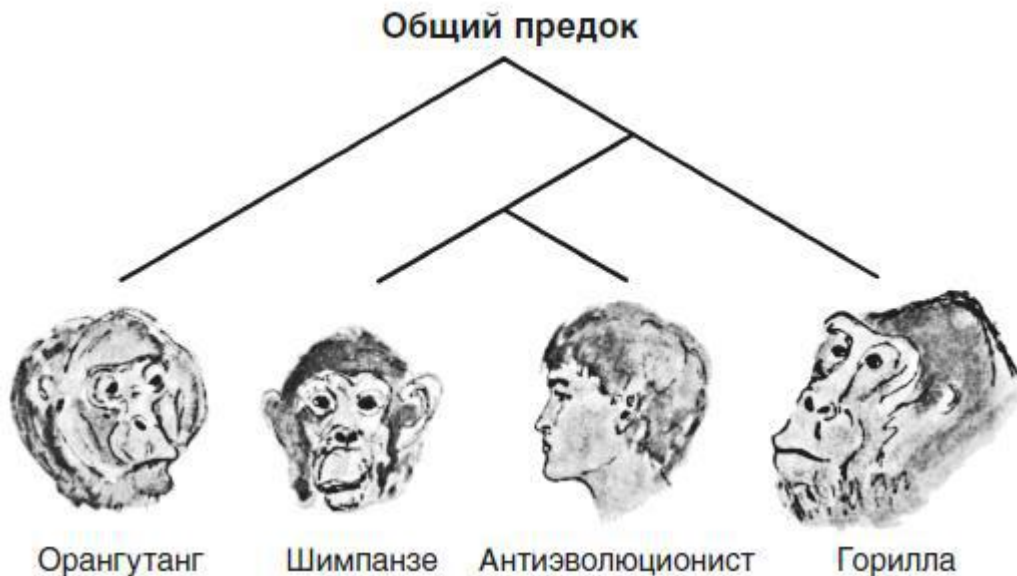 Общий предок
Орангутанг Шимпанзе Антиэволюционист Горилла